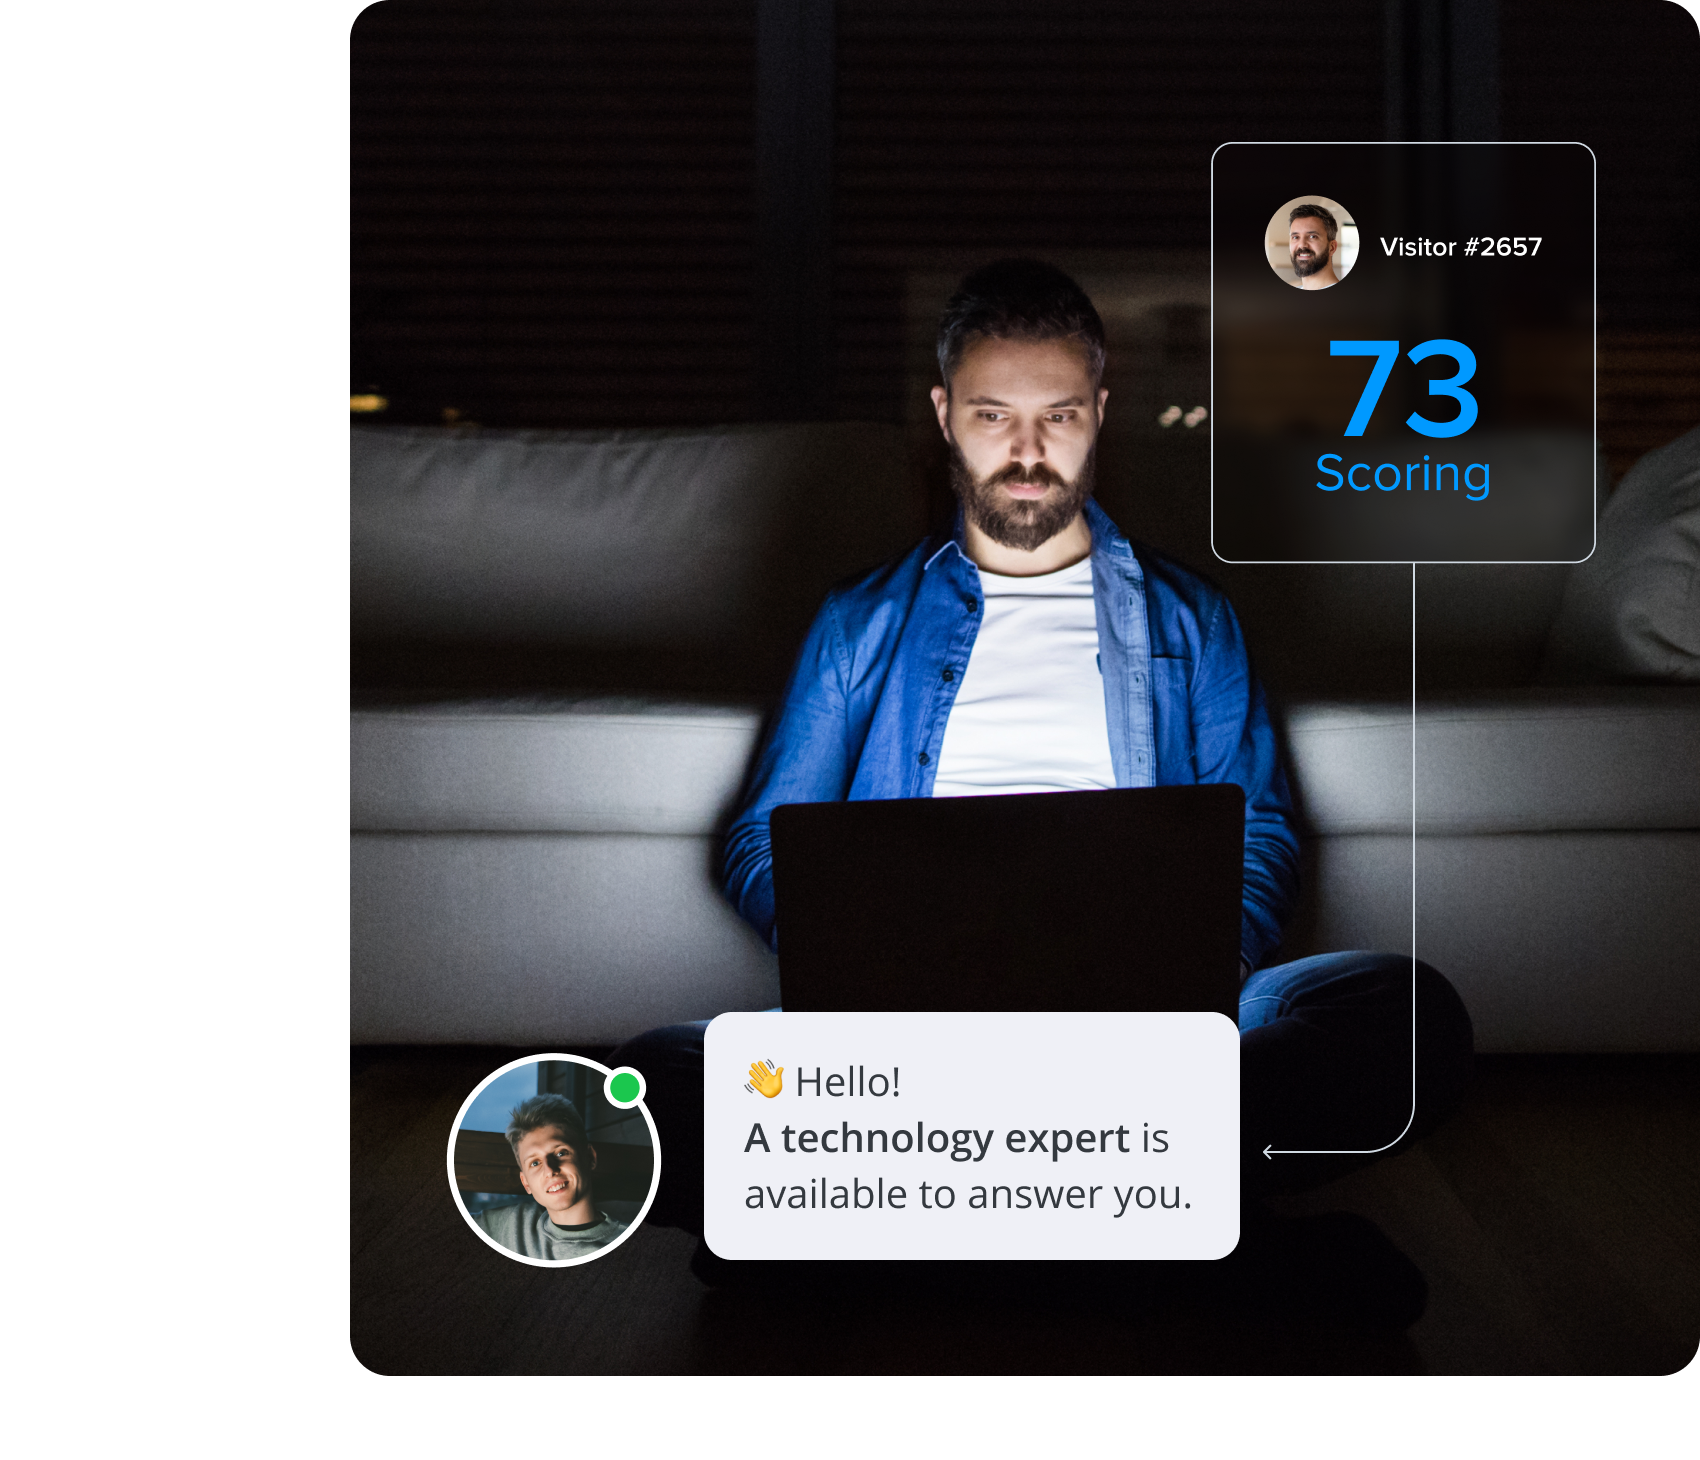 Visitor #2657
73
Scoring
👋 Hello!
A technology expert is
available to answer you.